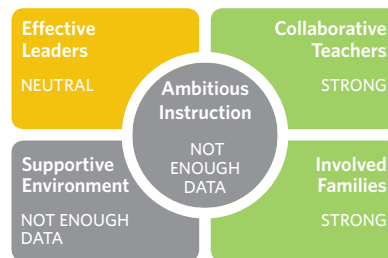 Effective
Leaders
NEUTRAL
Collaborative
Teachers
STRONG
Ambitious
Instruction
NOT
ENOUGH
DATA
Supportive
Environment
NOT ENOUGH
DATA
Involved
Families
STRONG